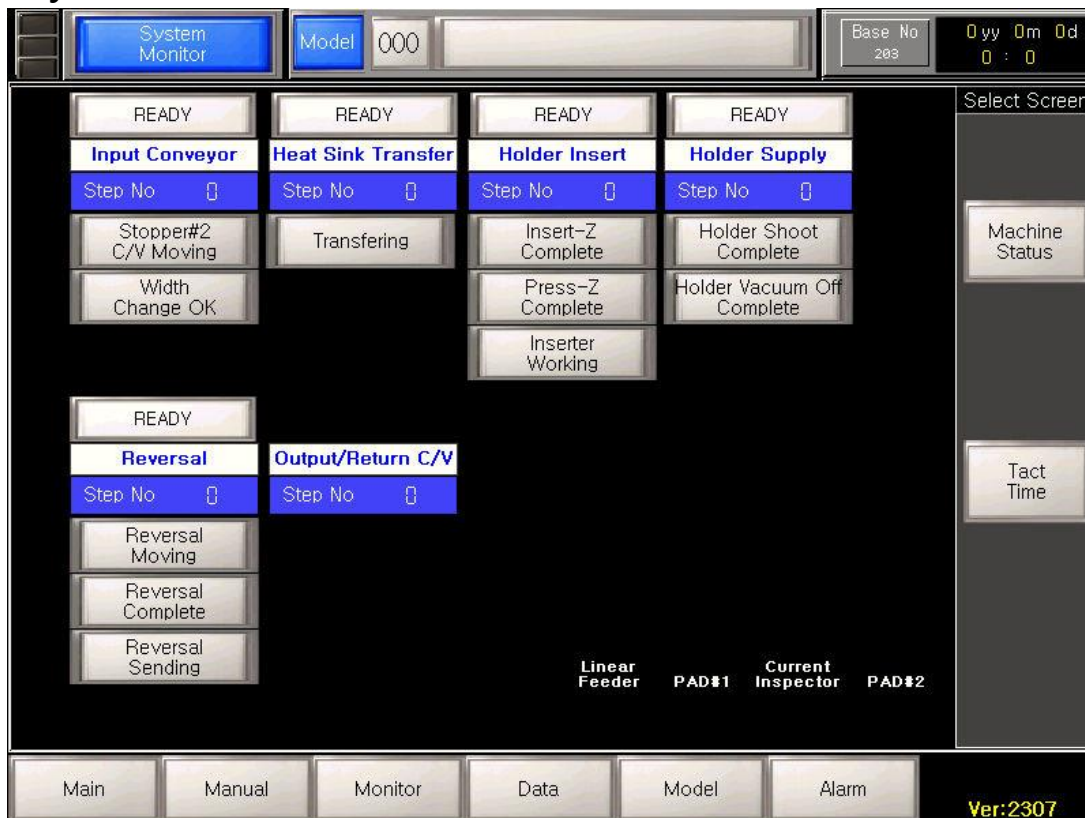 System
Monitor
Model
000
Base No
203
0yy 0m 0d
0 : 0
Select Screen
READY
READY
READY
READY
Input Conveyor
Heat Sink Transfer
Holder Insert
Holder Supply
Step No 0
Step No 0
Step No 0
Step No 0
Stopper#2
C/V Moving
Transfering
Insert-Z
Complete
Holder Shoot
Complete
Width
Change OK
Press-Z
Complete
Holder Vacuum Off
Complete
Inserter
Working
Machine
Status
READY
Reversal
Output/Return C/V
Step No 0
Step No 0
Reversal
Moving
Reversal
Complete
Reversal
Sending
Tact
Time
Linear
Feeder
PAD#1
Current
Inspector
PAD#2
Main
Manual
Monitor
Data
Model
Alarm
Ver:2307